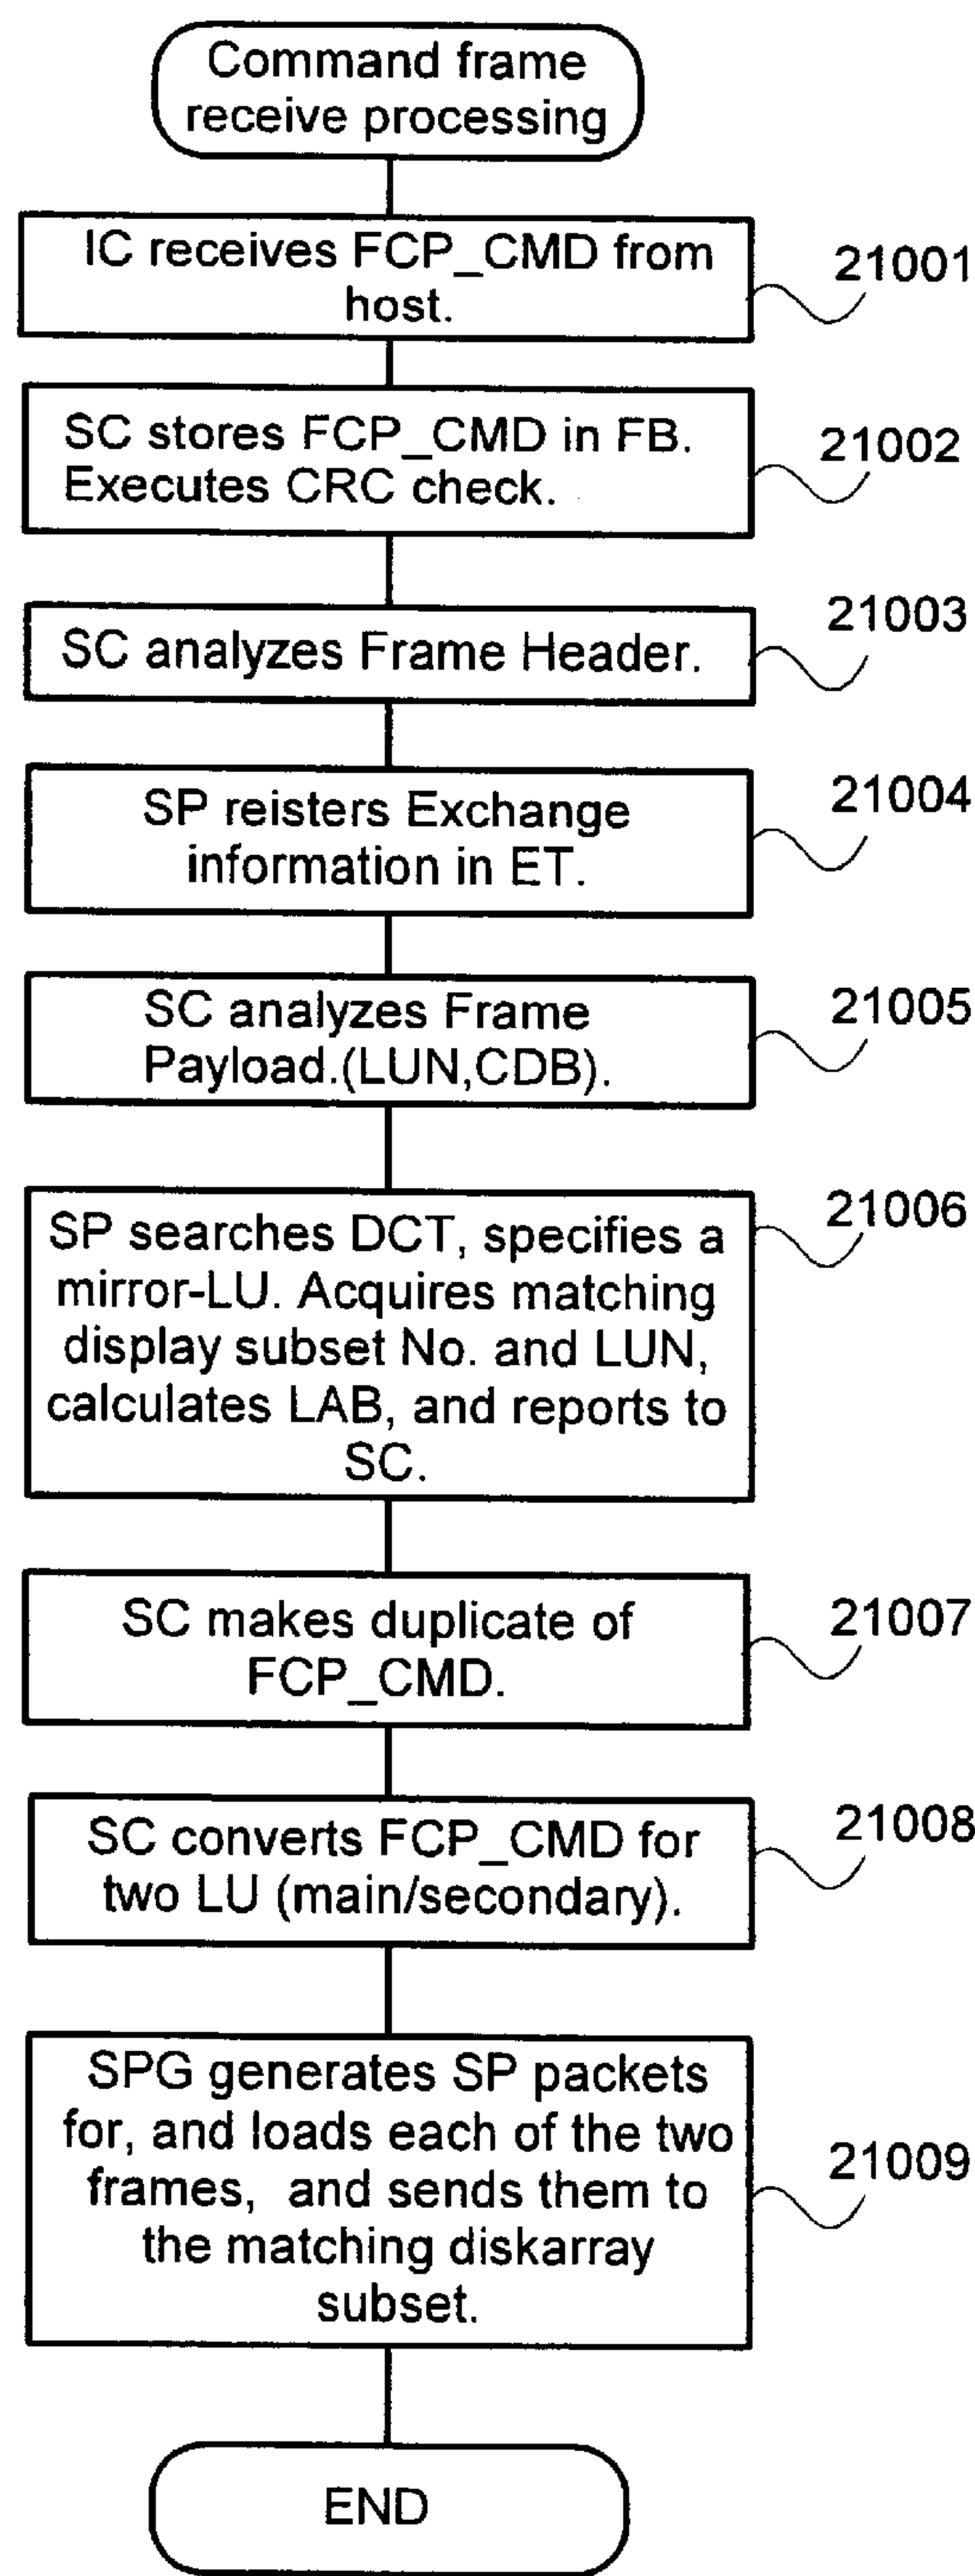 Command frame
receive processing
IC receives FCP_CMD from
host.
21001
SC stores FCP_CMD in FB.
Executes CRC check.
21002
SC analyzes Frame Header.
21003
SP reisters Exchange
information in ET.
21004
SC analyzes Frame
Payload.(LUN,CDB).
21005
SP searches DCT, specifies a
mirror-LU. Acquires matching
display subset No. and LUN,
calculates LAB, and reports to
SC.
21006
SC makes duplicate of
FCP_CMD.
21007
SC converts FCP_CMD for
two LU (main/secondary).
21008
SPG generates SP packets
for, and loads each of the two
frames, and sends them to
the matching diskarray
subset.
21009
END